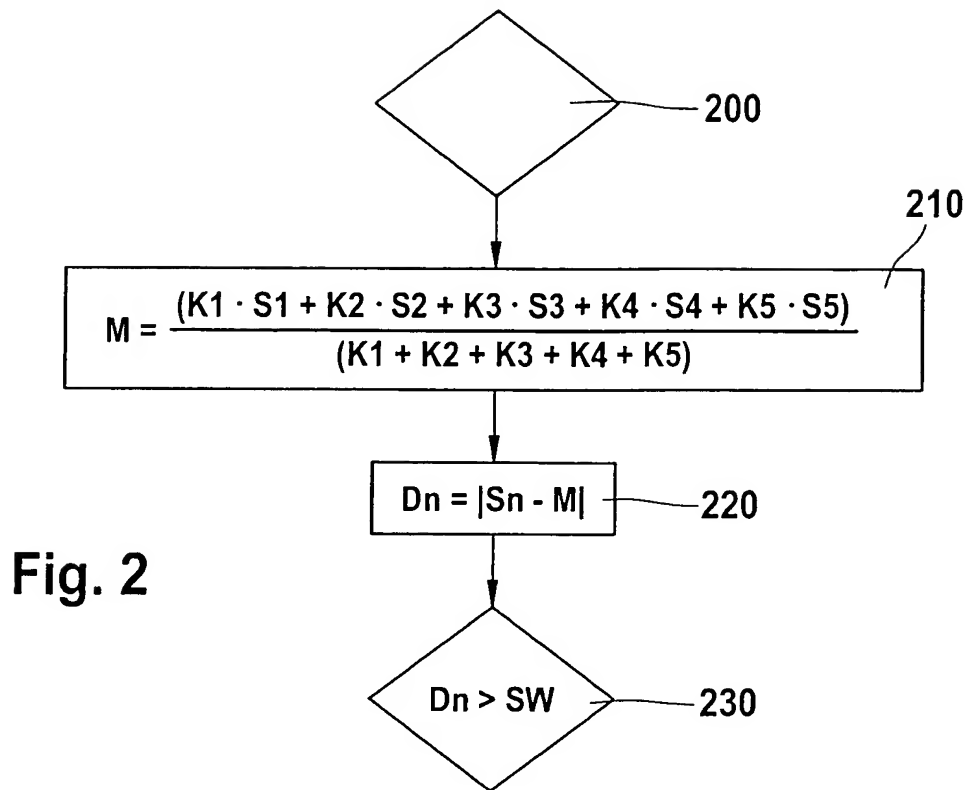 200
210
M = (K1 · S1 + K2 · S2 + K3 · S3 + K4 · S4 + K5 · S5)
(K1 + K2 + K3 + K4 + K5)
Dn = |Sn - M|
220
Fig. 2
Dn > SW
230